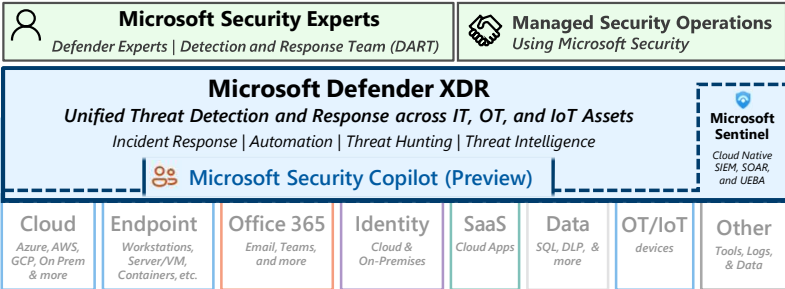 Microsoft Security Experts
Defender Experts | Detection and Response Team (DART)
Managed Security Operations
Using Microsoft Security
Microsoft Defender XDR
Unified Threat Detection and Response across IT, OT, and IoT Assets
Incident Response | Automation | Threat Hunting | Threat Intelligence
Microsoft Security Copilot (Preview)
Microsoft
Sentinel
Cloud Native
SIEM, SOAR,
and UEBA
Cloud
Azure, AWS,
GCP, On Prem
& more
Endpoint
Workstations,
Server/VM,
Containers, etc.
Office 365
Email, Teams,
and more
Identity
Cloud &
On-Premises
SaaS
Cloud Apps
Data
SQL, DLP, &
more
OT/IoT
devices
Other
Tools, Logs,
& Data